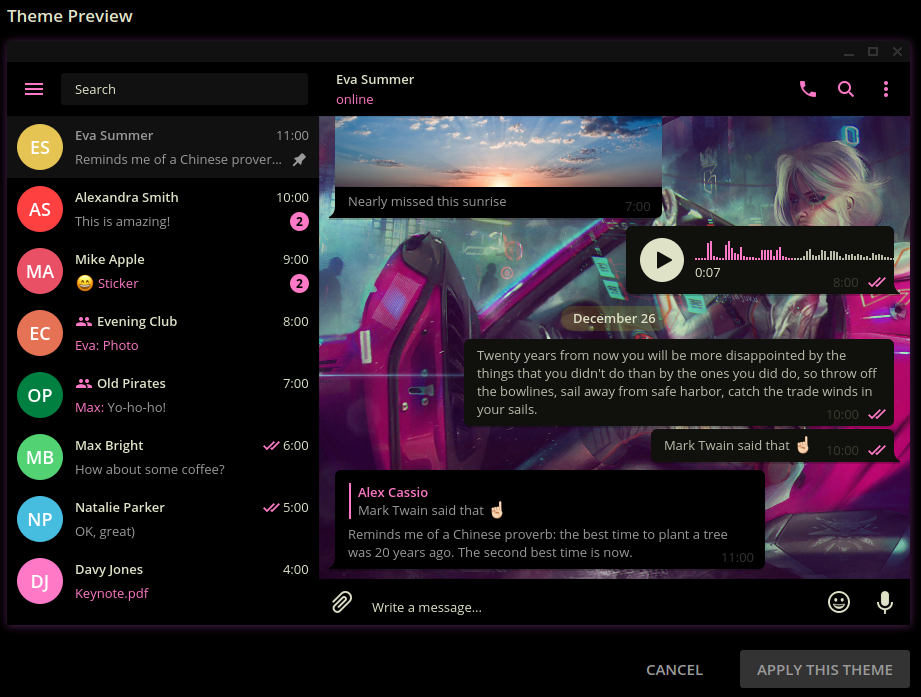 Theme Preview
Search
Eva Summer
online
Eva Summer 11:00
Reminds me of a Chinese prover...
Alexandra Smith 10:00
This is amazing! 2
Mike Apple 9:00
😄 Sticker 2
Evening Club 8:00
Eva: Photo
Old Pirates 7:00
Max: Yo-ho-ho!
Max Bright 6:00
How about some coffee?
Natalie Parker 5:00
OK, great)
Davy Jones 4:00
Keynote.pdf
ES
AS
MA
EC
OP
MB
NP
DJ
Nearly missed this sunrise 7:00
0:07 8:00
December 26
Twenty years from now you will be more disappointed by the
things that you didn't do than by the ones you did do, so throw off
the bowlines, sail away from safe harbor, catch the trade winds in
your sails. 10:00
Mark Twain said that ☝🏻 10:00
Alex Cassio
Mark Twain said that ☝🏻
Reminds me of a Chinese proverb: the best time to plant a tree
was 20 years ago. The second best time is now. 11:00
Write a message...
CANCEL
APPLY THIS THEME